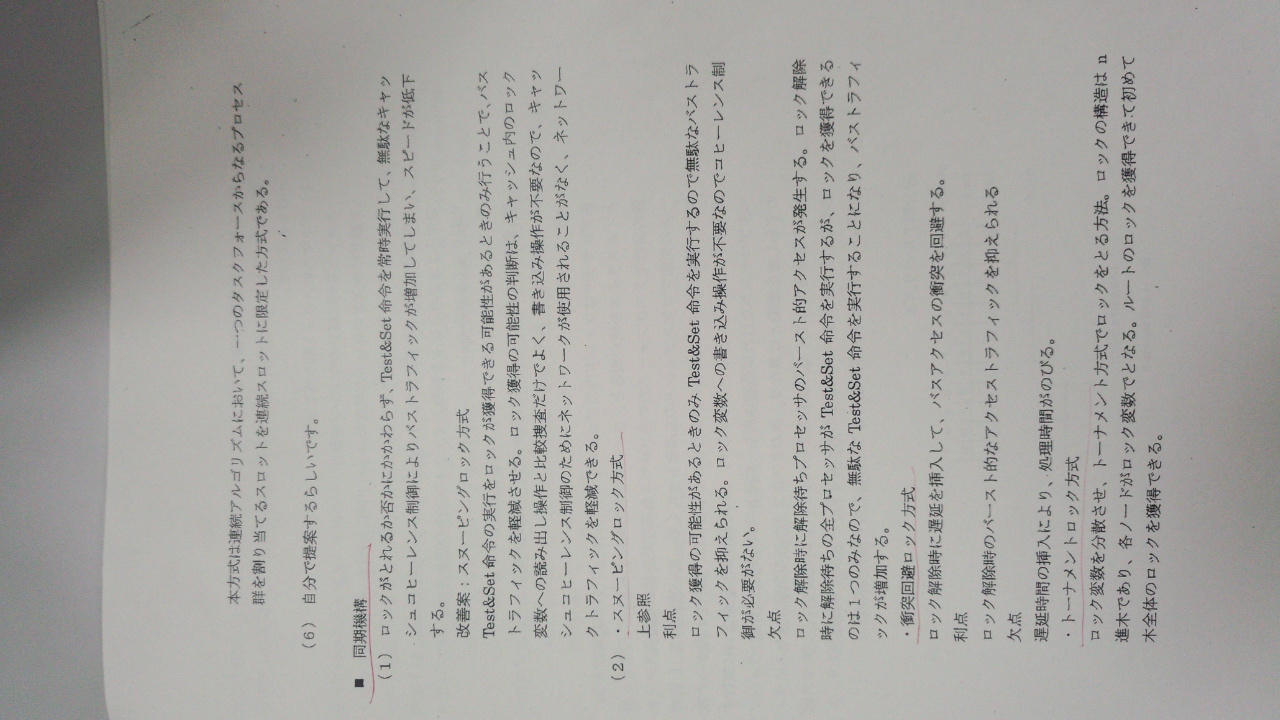 本方式は連続アルゴリズムにおいて、一つのタスクフォースからなるプロセス
群を割り当てるスロットを連続スロットに限定した方式である。
(6) 自分で提案するらしいです。
■ 同期機構
(1) ロックがとれるか否かにかかわらず、Test&Set 命令を常時実行して、無駄なキャッ
シュコヒーレンス制御によりバストラフィックが増加してしまい、スピードが低下
する。
改善案：スヌーピングロック方式
Test&Set 命令の実行をロックが獲得できる可能性があるときのみ行うことで、バス
トラフィックを軽減させる。ロック獲得の可能性の判断は、キャッシュ内のロック
変数への読み出し操作と比較捜査だけでよく、書き込み操作が不要なので、キャッ
シュコヒーレンス制御のためにネットワークが使用されることがなく、ネットワー
クトラフィックを軽減できる。
(2) ・スヌーピングロック方式
上参照
利点
ロック獲得の可能性があるときのみ Test&Set 命令を実行するので無駄なバストラ
フィックを抑えられる。ロック変数への書き込み操作が不要なのでコヒーレンス制
御が必要がない。
欠点
ロック解除時に解除待ちプロセッサのバースト的アクセスが発生する。ロック解除
時に解除待ちの全プロセッサが Test&Set 命令を実行するが、ロックを獲得できる
のは１つのみなので、無駄な Test&Set 命令を実行することになり、バストラフィ
ックが増加する。
・衝突回避ロック方式
ロック解除時に遅延を挿入して、バスアクセスの衝突を回避する。
利点
ロック解除時のバースト的なアクセストラフィックを抑えられる
欠点
遅延時間の挿入により、処理時間がのびる。
・トーナメントロック方式
ロック変数を分散させ、トーナメント方式でロックをとる方法。ロックの構造は n
進木であり、各ノードがロック変数でとなる。ルートのロックを獲得できて初めて
木全体のロックを獲得できる。